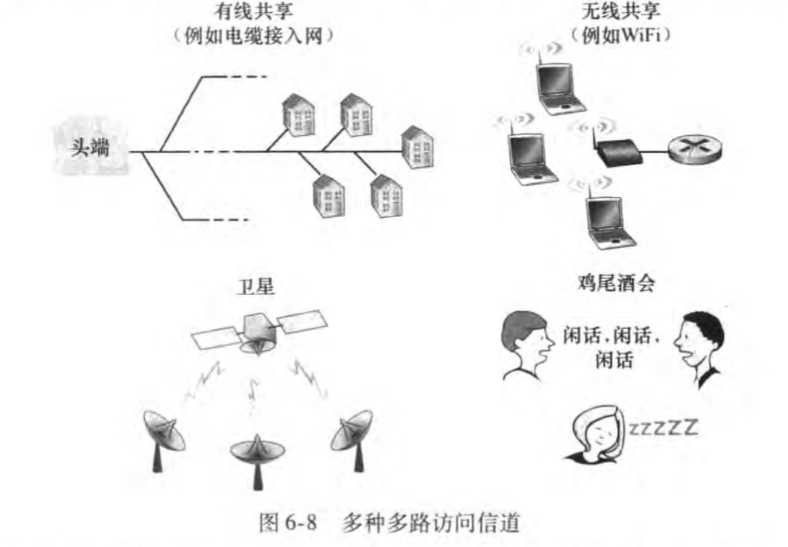 有线共享
（例如电缆接入网）
无线共享
（例如WiFi）
头端
卫星
鸡尾酒会
闲话，闲话，
闲话
zzzzZ
图 6-8 多种多路访问信道